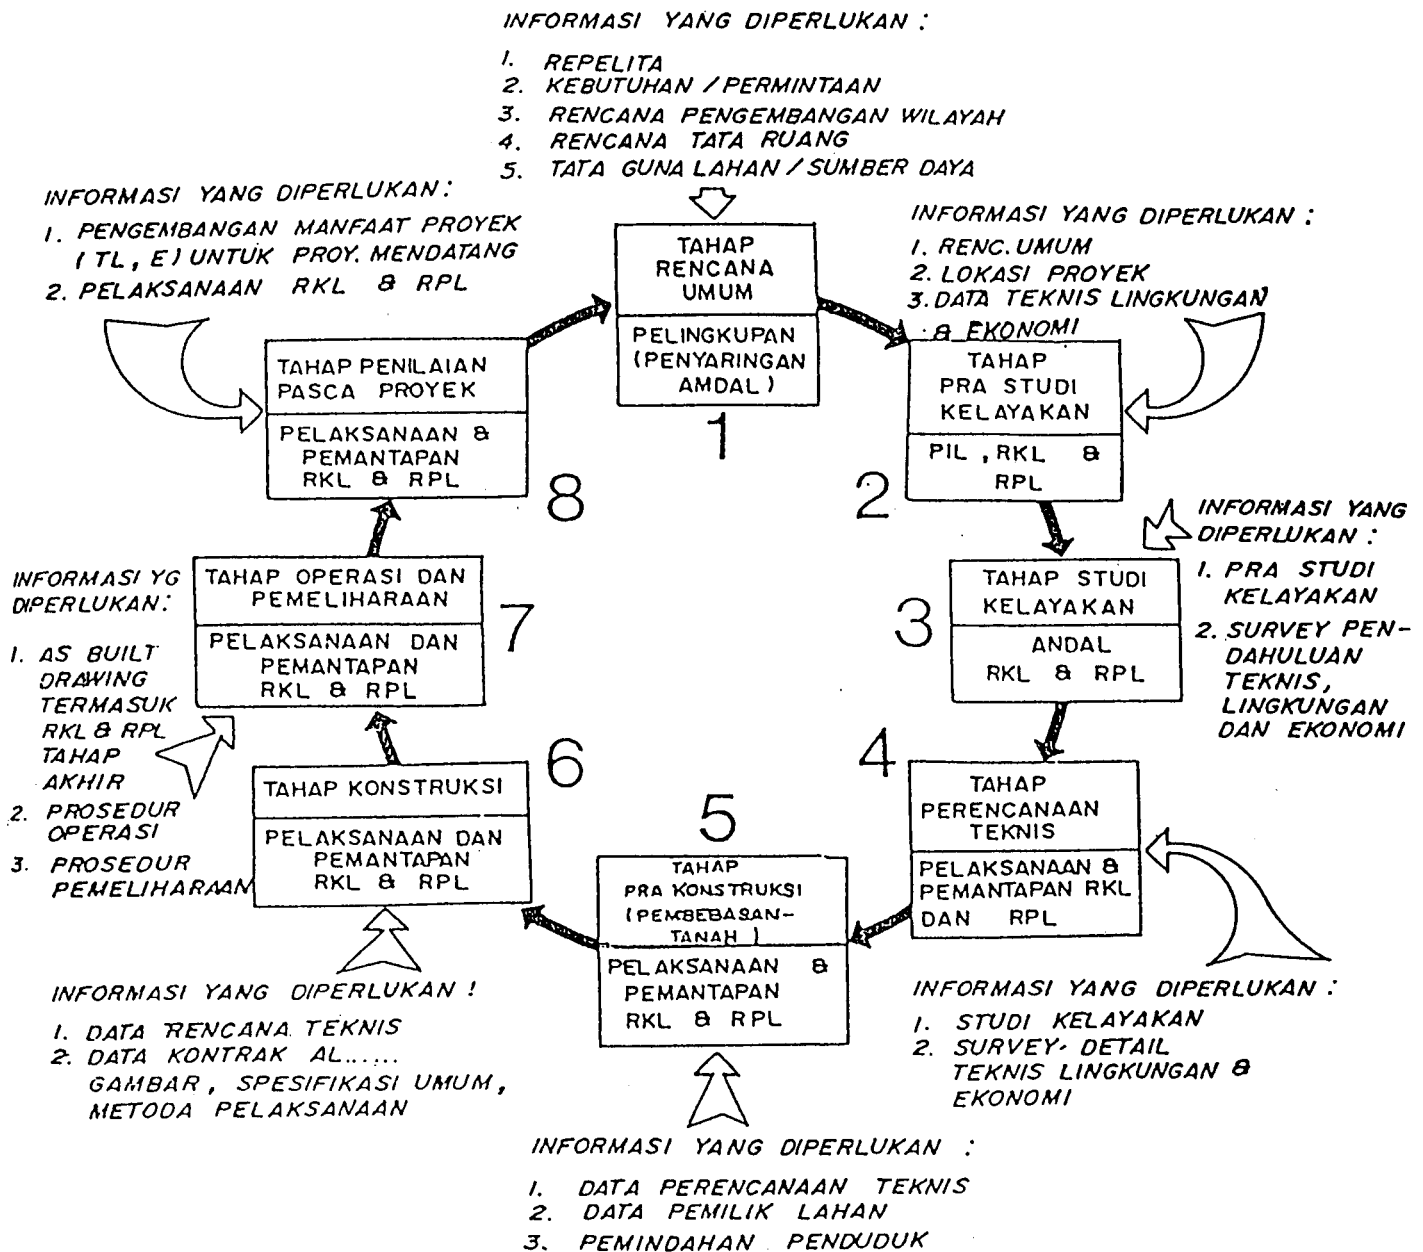 INFORMASI YANG DIPERLUKAN :
1. REPELITA
2. KEBUTUHAN / PERMINTAAN
3. RENCANA PENGEMBANGAN WILAYAH
4. RENCANA TATA RUANG
5. TATA GUNA LAHAN / SUMBER DAYA
TAHAP
RENCANA
UMUM
PELINGKUPAN
(PENYARINGAN
AMDAL)
1
INFORMASI YANG DIPERLUKAN :
1. RENC. UMUM
2. LOKASI PROYEK
3. DATA TEKNIS LINGKUNGAN
& EKONOMI
TAHAP
PRA STUDI
KELAYAKAN
PIL , RKL &
RPL
2
INFORMASI YANG
DIPERLUKAN :
1. PRA STUDI
KELAYAKAN
2. SURVEY PEN-
DAHULUAN
TEKNIS,
LINGKUNGAN
DAN EKONOMI
TAHAP STUDI
KELAYAKAN
ANDAL
RKL & RPL
3
4
TAHAP
PERENCANAAN
TEKNIS
PELAKSANAAN &
PEMANTAPAN RKL
DAN RPL
INFORMASI YANG DIPERLUKAN :
1. STUDI KELAYAKAN
2. SURVEY DETAIL
TEKNIS LINGKUNGAN &
EKONOMI
5
TAHAP
PRA KONSTRUKSI
(PEMBEBASAN-
TANAH)
PELAKSANAAN &
PEMANTAPAN
RKL & RPL
INFORMASI YANG DIPERLUKAN :
1. DATA PERENCANAAN TEKNIS
2. DATA PEMILIK LAHAN
3. PEMINDAHAN PENDUDUK
6
TAHAP KONSTRUKSI
PELAKSANAAN DAN
PEMANTAPAN
RKL & RPL
INFORMASI YANG DIPERLUKAN !
1. DATA RENCANA TEKNIS
2. DATA KONTRAK AL......
GAMBAR, SPESIFIKASI UMUM,
METODA PELAKSANAAN
7
TAHAP OPERASI DAN
PEMELIHARAAN
PELAKSANAAN DAN
PEMANTAPAN
RKL & RPL
INFORMASI YG
DIPERLUKAN :
1. AS BUILT
DRAWING
TERMASUK
RKL & RPL
TAHAP
AKHIR
2. PROSEDUR
OPERASI
3. PROSEDUR
PEMELIHARAAN
8
TAHAP PENILAIAN
PASCA PROYEK
PELAKSANAAN &
PEMANTAPAN
RKL & RPL
INFORMASI YANG DIPERLUKAN :
1. PENGEMBANGAN MANFAAT PROYEK
(TL, E) UNTUK PROY. MENDATANG
2. PELAKSANAAN RKL & RPL